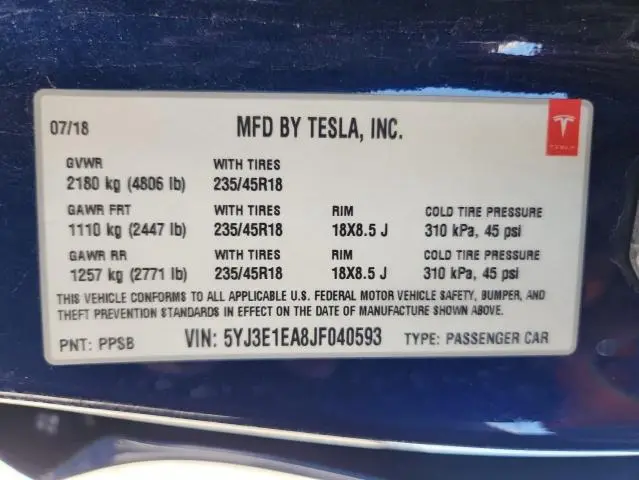 07/18 MFD BY TESLA, INC.
TESLA
GVWR WITH TIRES
2180 kg (4806 lb) 235/45R18
GAWR FRT WITH TIRES RIM COLD TIRE PRESSURE
1110 kg (2447 lb) 235/45R18 18X8.5 J 310 kPa, 45 psi
GAWR RR WITH TIRES RIM COLD TIRE PRESSURE
1257 kg (2771 lb) 235/45R18 18X8.5 J 310 kPa, 45 psi
THIS VEHICLE CONFORMS TO ALL APPLICABLE U.S. FEDERAL MOTOR VEHICLE SAFETY, BUMPER, AND
THEFT PREVENTION STANDARDS IN EFFECT ON THE DATE OF MANUFACTURE SHOWN ABOVE.
PNT: PPSB VIN: 5YJ3E1EA8JF040593 TYPE: PASSENGER CAR